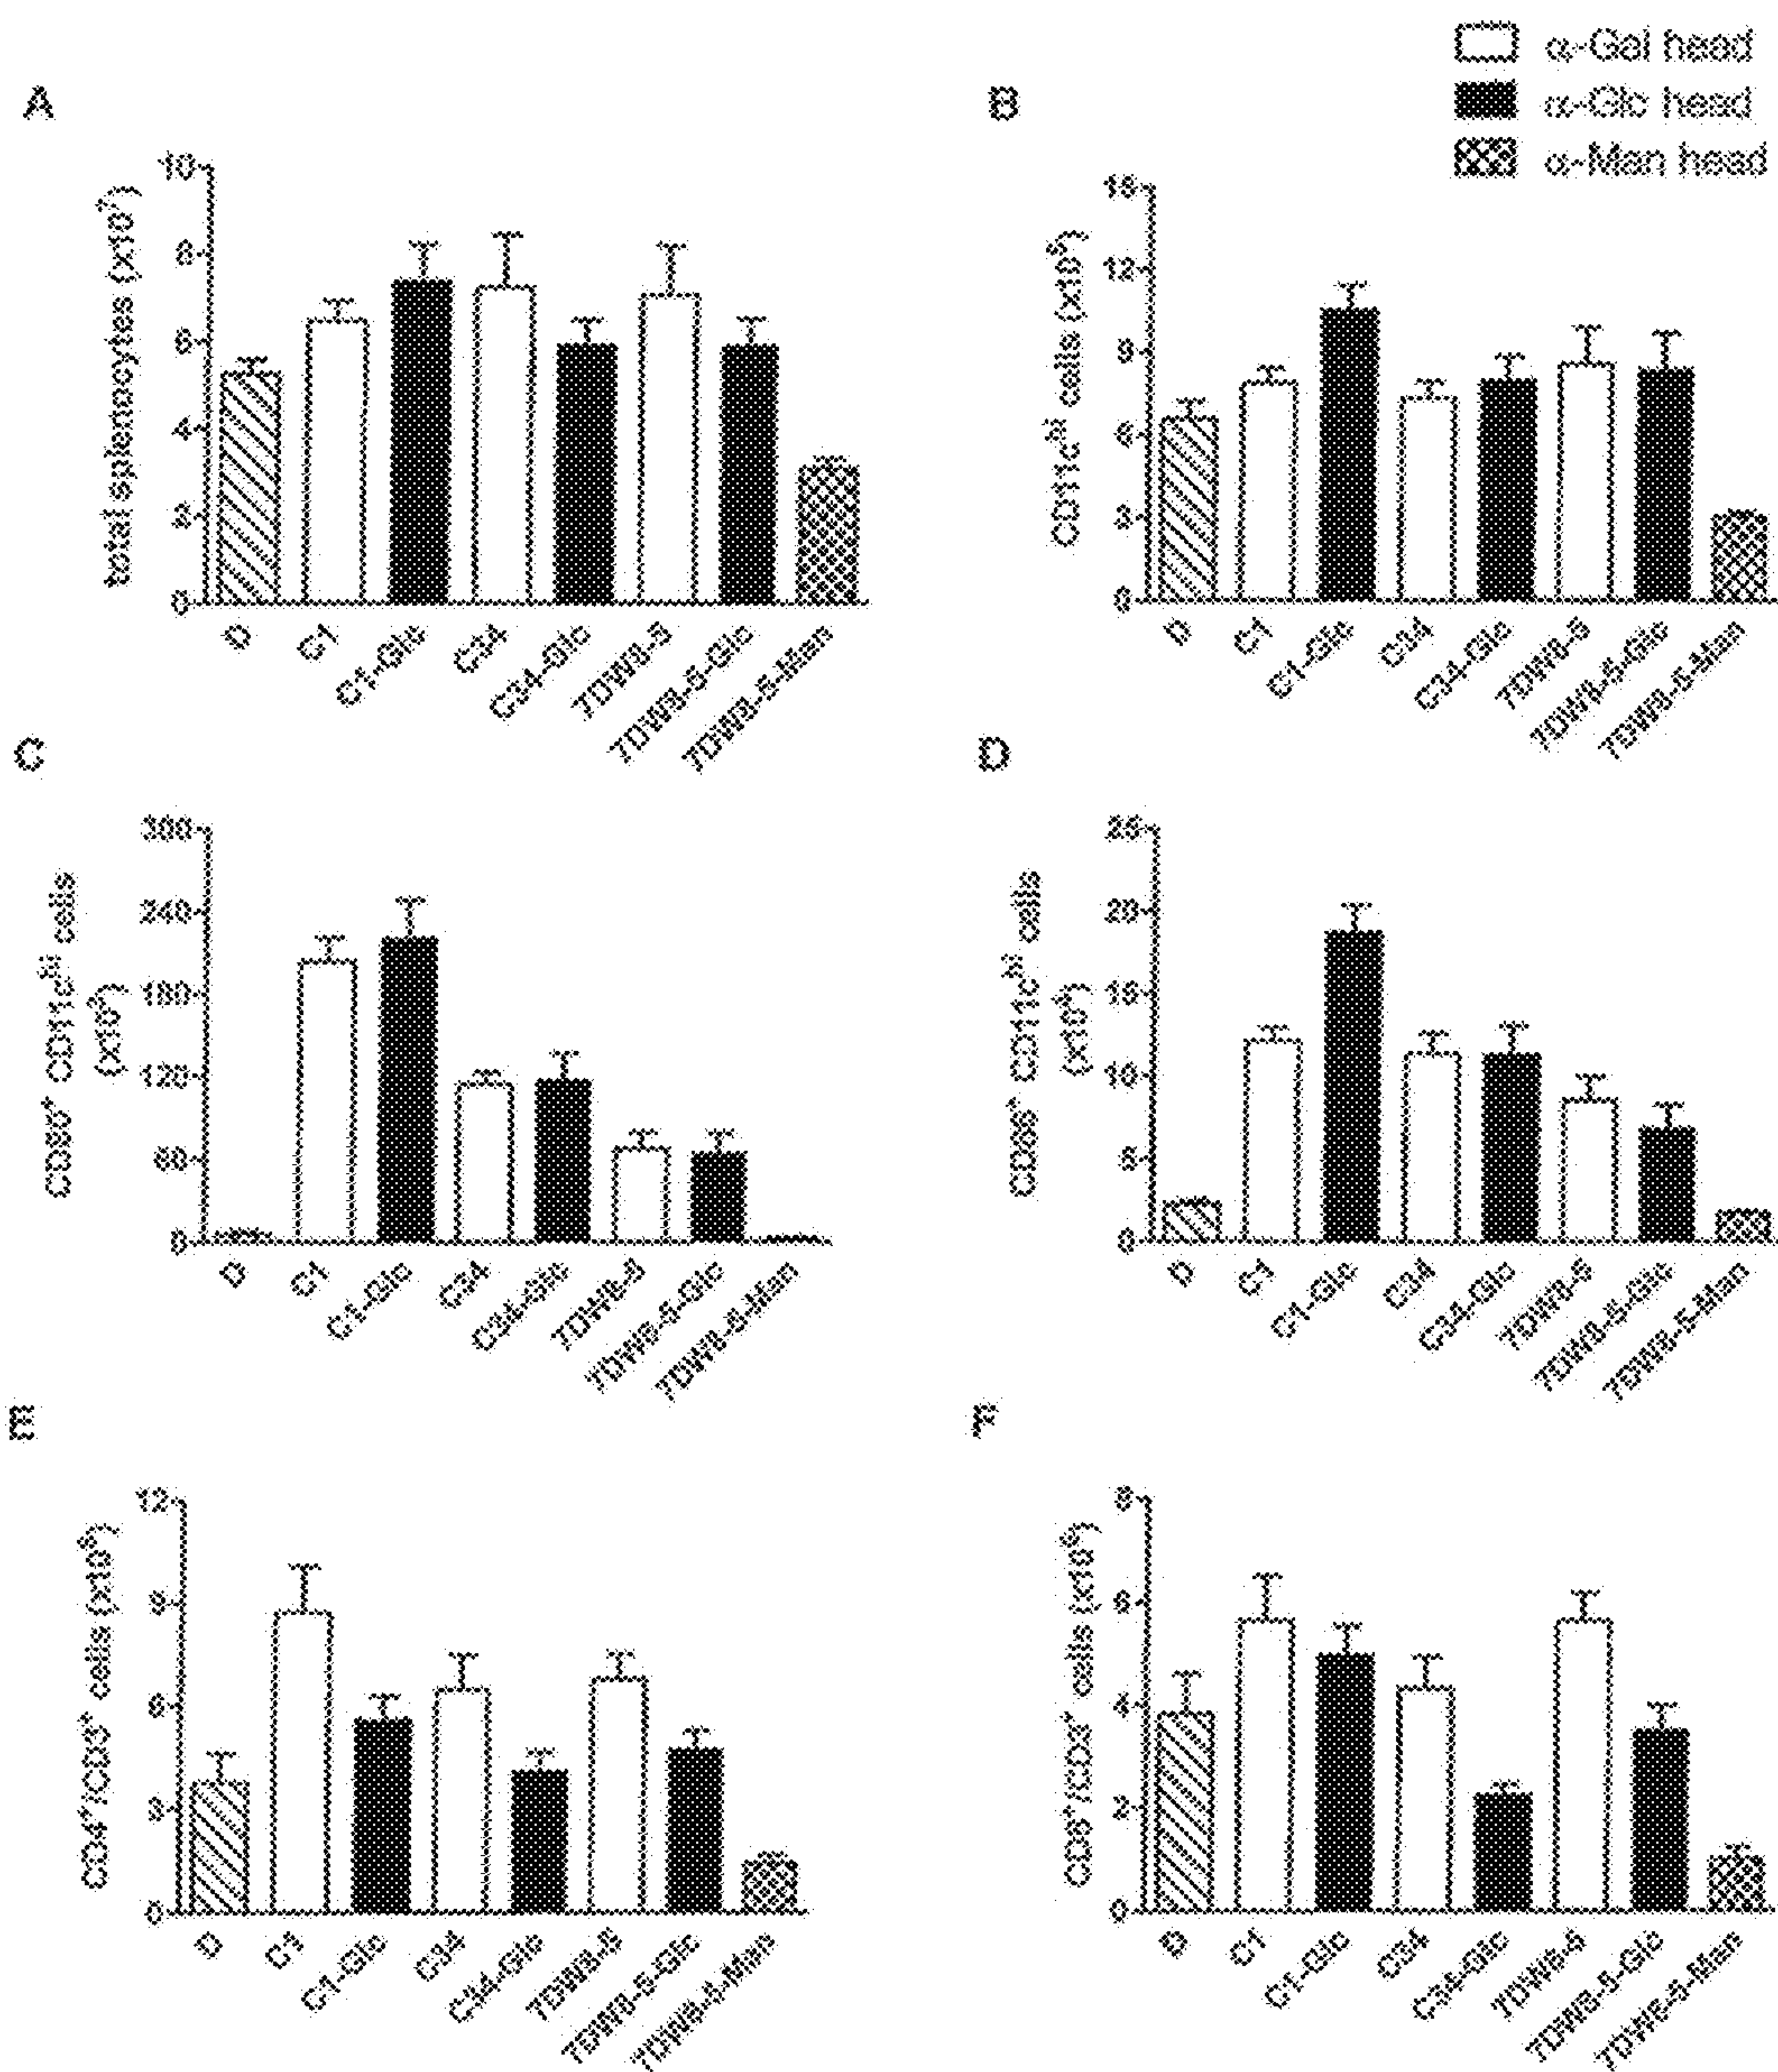 α-Gal head
α-Glc head
α-Man head
A
total splenocytes (x10⁷)
10
8
6
4
2
0
D
C1
C1-Glc
C34
C34-Glc
7DW8-5
7DW8-5-Glc
7DW8-5-Man
B
CD11cʰⁱ cells
15
12
9
6
3
0
D
C1
C1-Glc
C34
C34-Glc
7DW8-5
7DW8-5-Glc
7DW8-5-Man
C
CD80⁺ CD11cʰⁱ cells
300
240
180
120
60
0
D
C1
C1-Glc
C34
C34-Glc
7DW8-5
7DW8-5-Glc
7DW8-5-Man
D
CD86⁺ CD11cʰⁱ cells
(x10⁴)
25
20
15
10
5
0
D
C1
C1-Glc
C34
C34-Glc
7DW8-5
7DW8-5-Glc
7DW8-5-Man
E
CD4⁺/CD3⁺ cells (x10⁶)
12
9
6
3
0
D
C1
C1-Glc
C34
C34-Glc
7DW8-5
7DW8-5-Glc
7DW8-5-Man
F
CD8⁺/CD3⁺ cells (x10⁶)
8
6
4
2
0
D
C1
C1-Glc
C34
C34-Glc
7DW8-5
7DW8-5-Glc
7DW8-5-Man